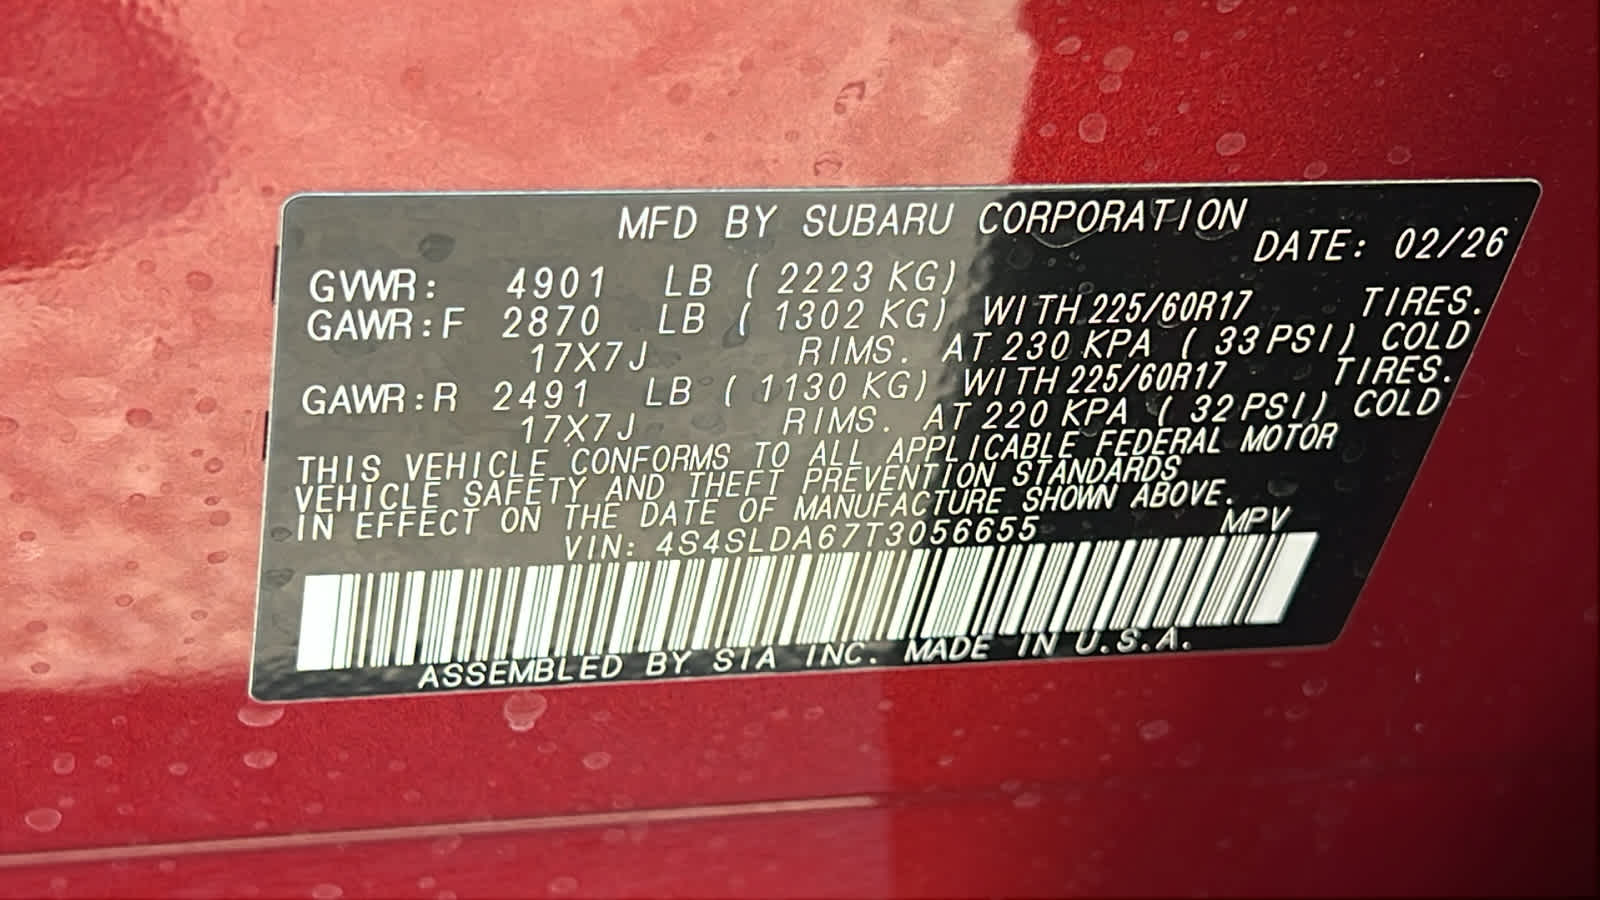 MFD BY SUBARU CORPORATION
DATE: 02/26
GVWR: 4901 LB ( 2223 KG)
GAWR:F 2870 LB ( 1302 KG) WITH 225/60R17 TIRES.
17X7J RIMS. AT 230 KPA ( 33 PSI) COLD
GAWR:R 2491 LB ( 1130 KG) WITH 225/60R17 TIRES.
17X7J RIMS. AT 220 KPA ( 32 PSI) COLD
THIS VEHICLE CONFORMS TO ALL APPLICABLE FEDERAL MOTOR
VEHICLE SAFETY AND THEFT PREVENTION STANDARDS
IN EFFECT ON THE DATE OF MANUFACTURE SHOWN ABOVE.
VIN: 4S4SLDA67T3056655 MPV
ASSEMBLED BY SIA INC. MADE IN U.S.A.